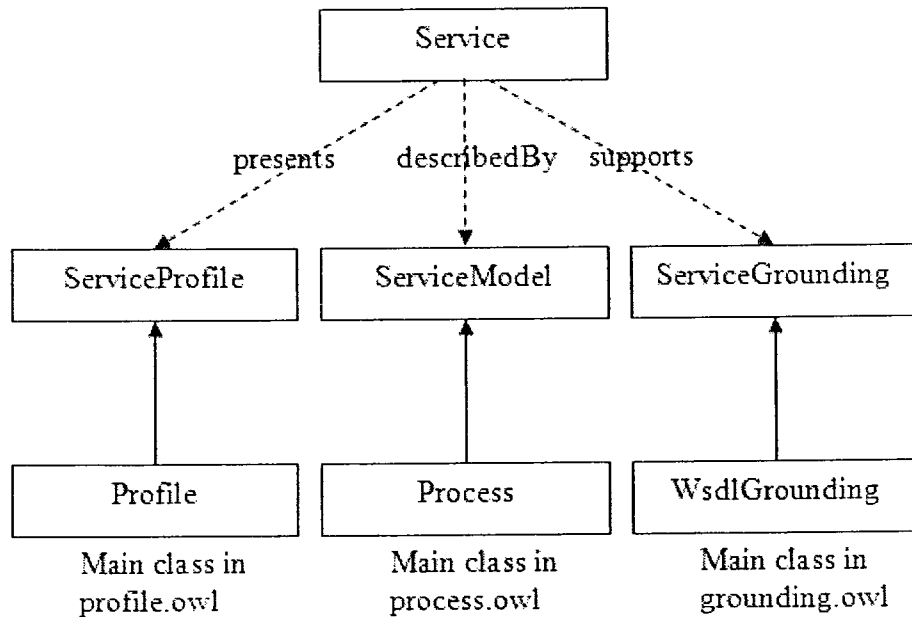 Service
presents
describedBy
supports
ServiceProfile
ServiceModel
ServiceGrounding
Profile
Process
WsdlGrounding
Main class in
profile.owl
Main class in
process.owl
Main class in
grounding.owl